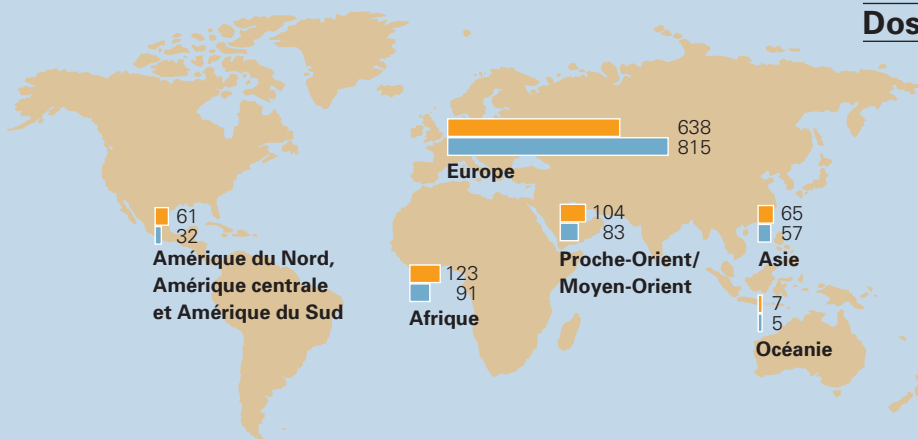 Dos
638
815
Europe
61
32
Amérique du Nord,
Amérique centrale
et Amérique du Sud
123
91
Afrique
104
83
Proche-Orient/
Moyen-Orient
65
57
Asie
7
5
Océanie